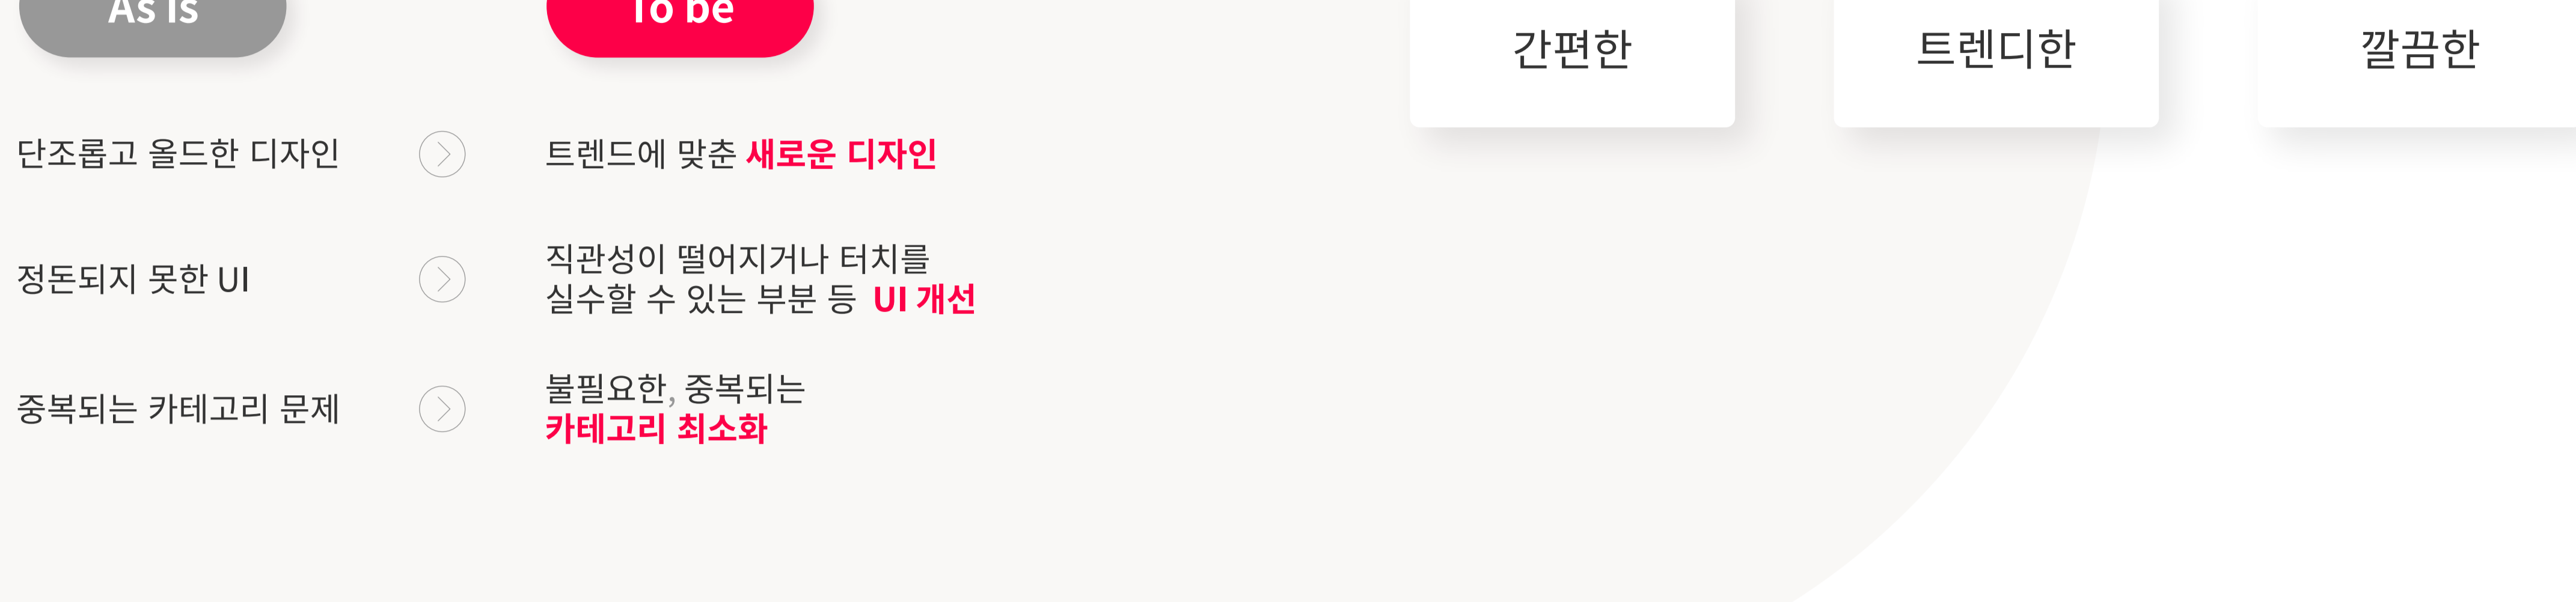 As is
To be
간편한
트렌디한
깔끔한
단조롭고 올드한 디자인
트렌드에 맞춘 새로운 디자인
정돈되지 못한 UI
직관성이 떨어지거나 터치를
실수할 수 있는 부분 등 UI 개선
중복되는 카테고리 문제
불필요한, 중복되는
카테고리 최소화